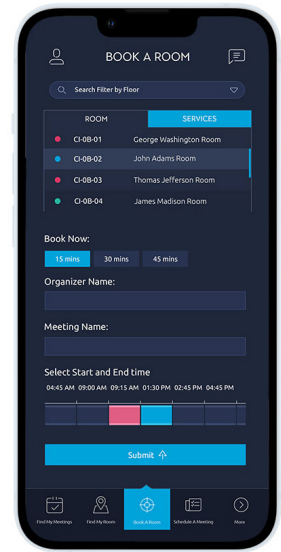 BOOK A ROOM
Search Filter by Floor
ROOM SERVICES
CI-0B-01 George Washington Room
CI-0B-02 John Adams Room
CI-0B-03 Thomas Jefferson Room
CI-0B-04 James Madison Room
Book Now:
15 mins 30 mins 45 mins
Organizer Name:
Meeting Name:
Select Start and End time
04:45 AM 09:00 AM 09:15 AM 01:30 PM 02:45 PM 04:45 PM
Submit
Find My Meetings Find My Room Book A Room Schedule A Meeting More